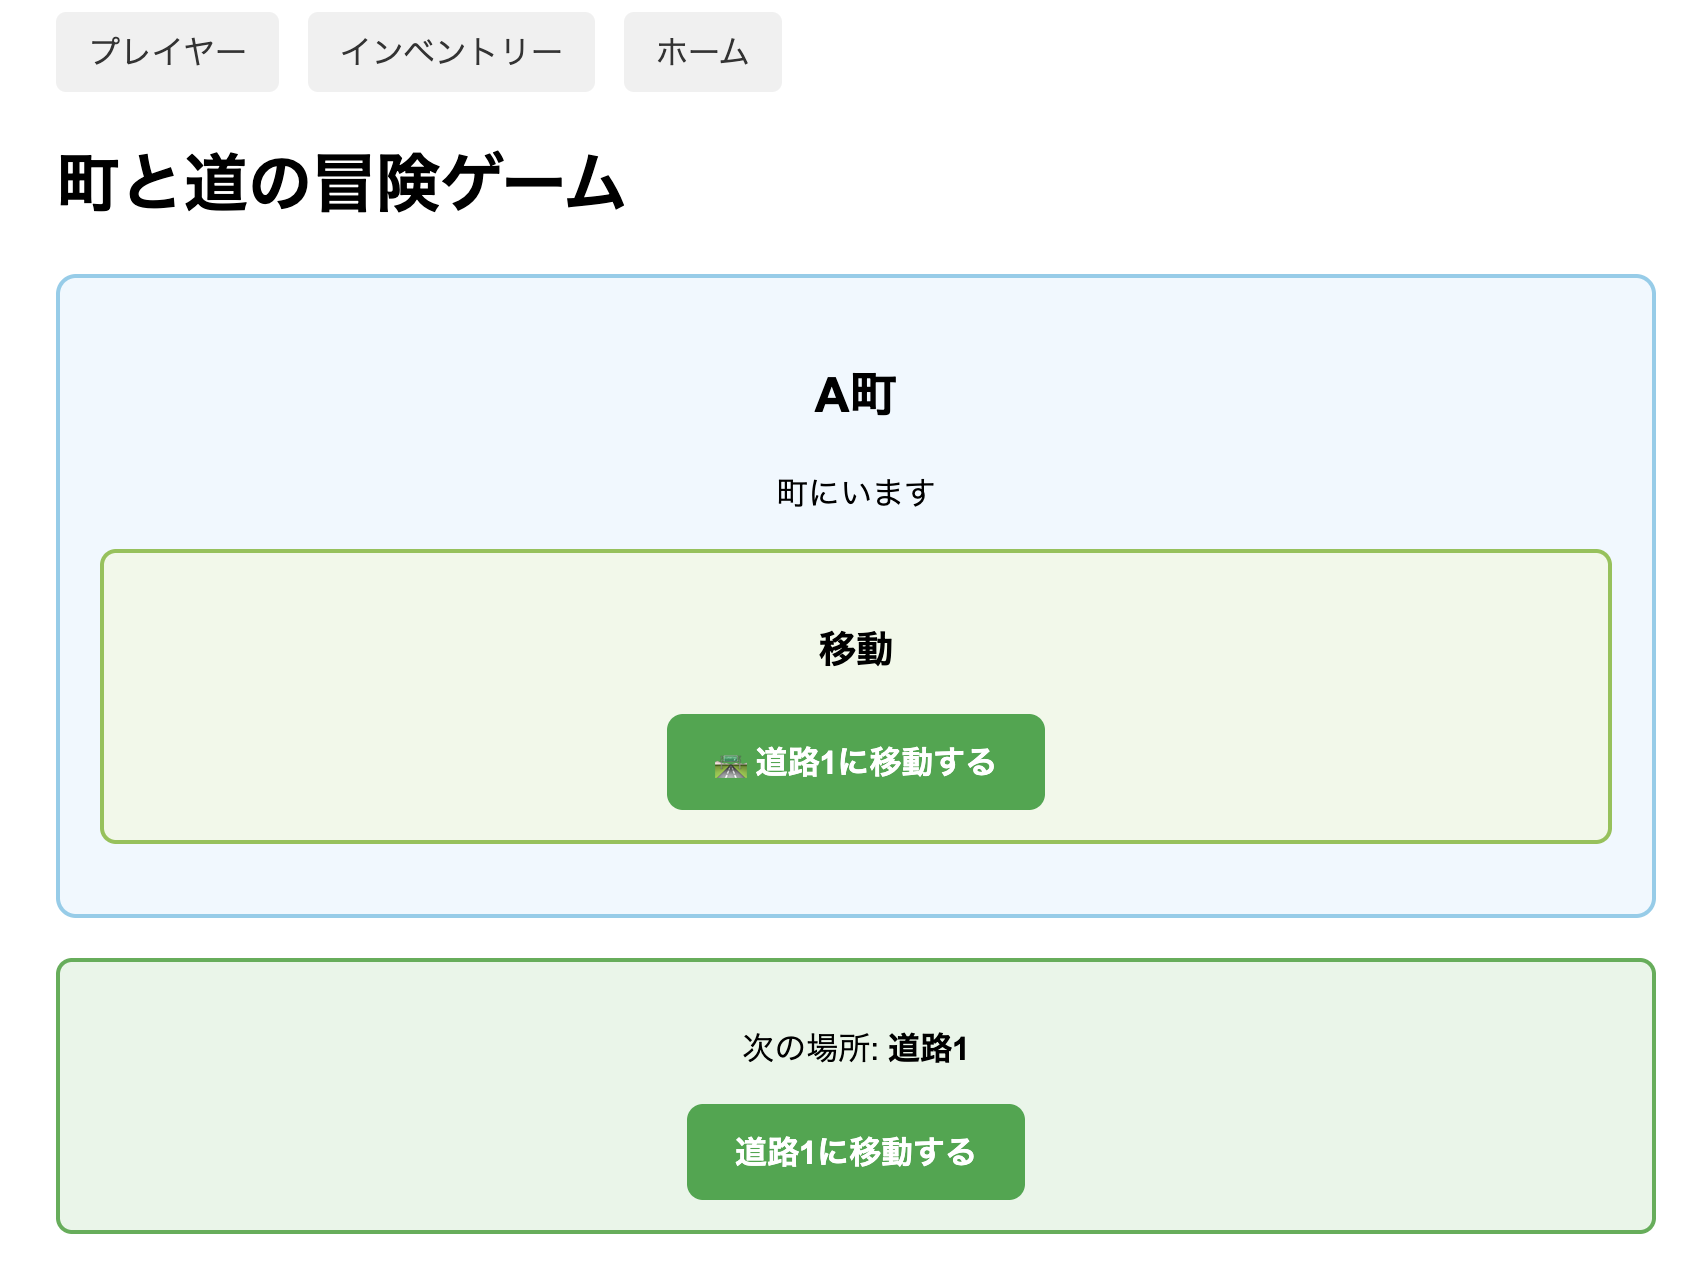 プレイヤー インベントリー ホーム
町と道の冒険ゲーム
A町
町にいます
移動
🛣️ 道路1に移動する
次の場所: 道路1
道路1に移動する